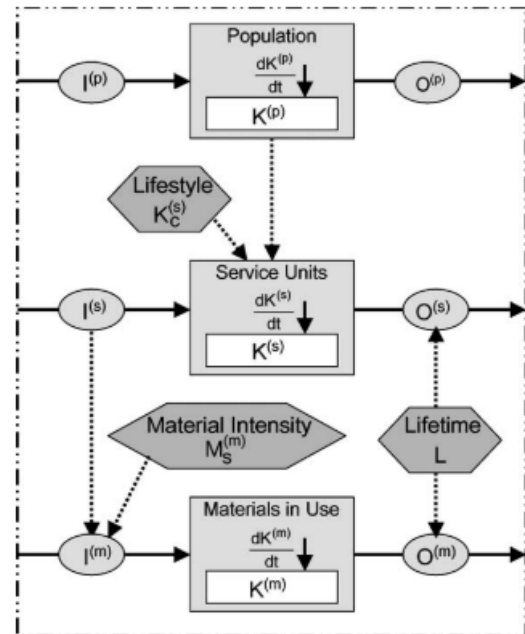 Population
I(p)
dK(p)
dt
O(p)
K(p)
Lifestyle
Kc(s)
Service Units
I(s)
dK(s)
dt
O(s)
K(s)
Material Intensity
Ms(m)
Lifetime
L
Materials in Use
I(m)
dK(m)
dt
O(m)
K(m)